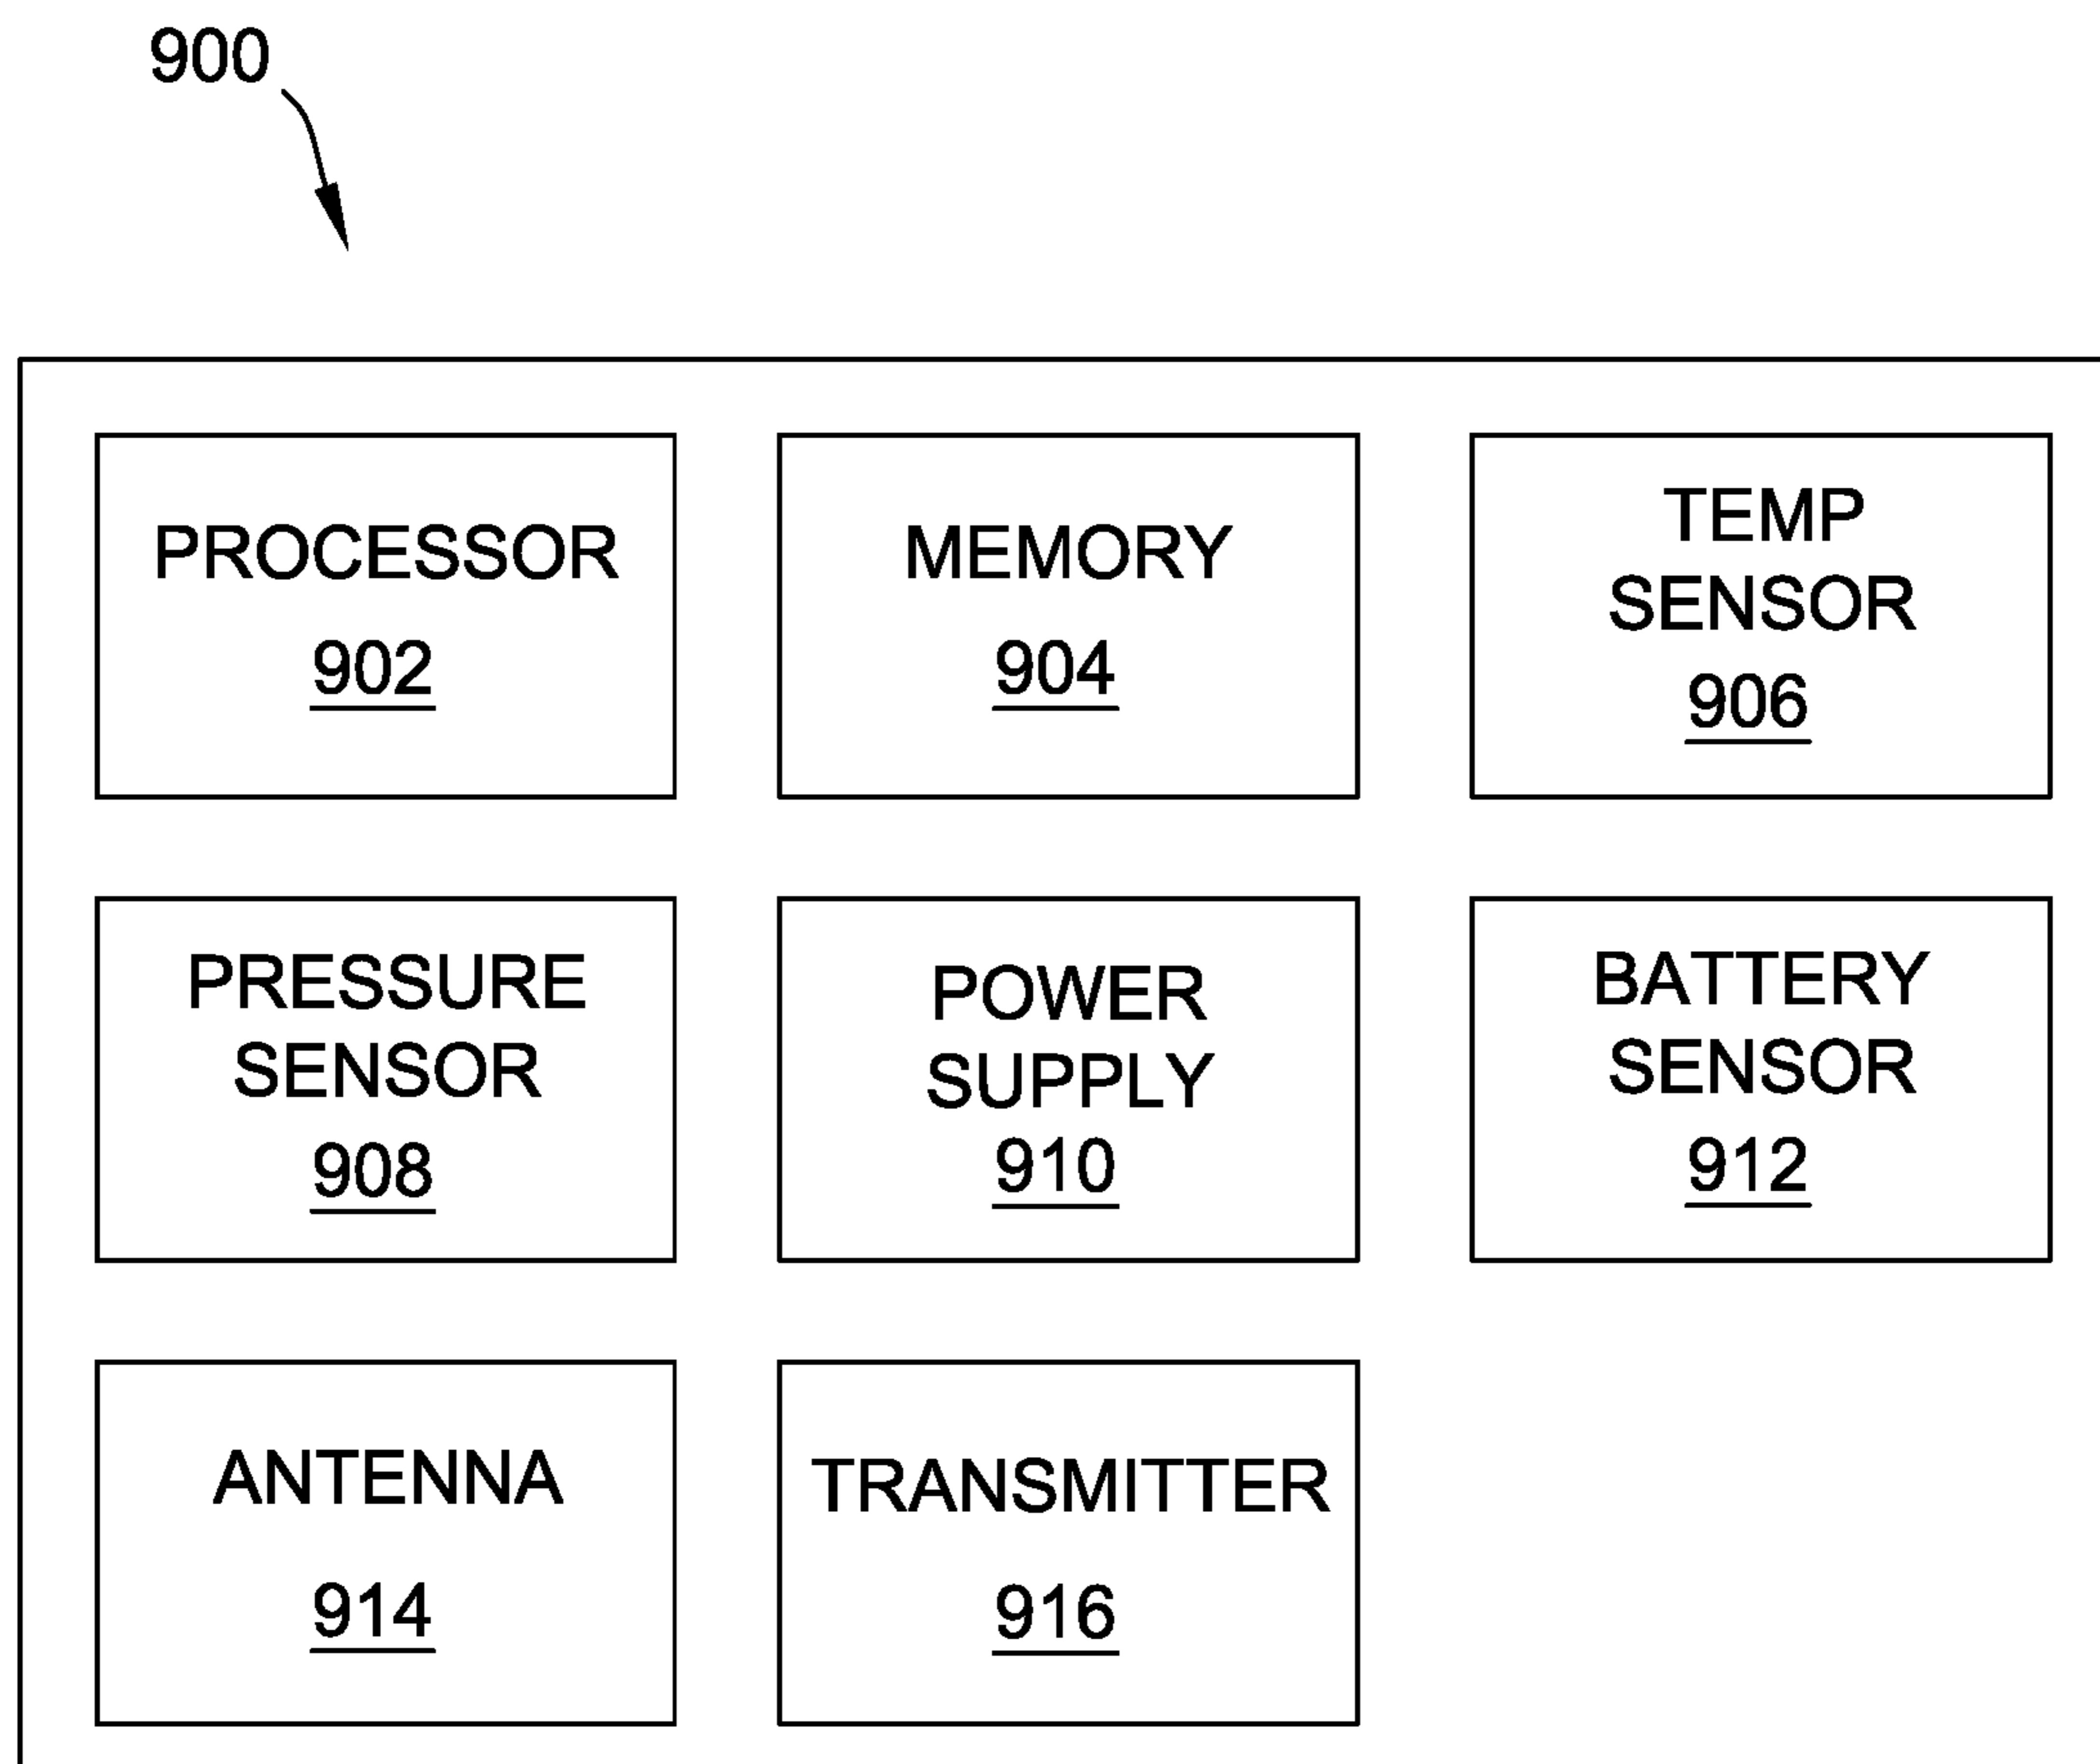 900
PROCESSOR
902
MEMORY
904
TEMP
SENSOR
906
PRESSURE
SENSOR
908
POWER
SUPPLY
910
BATTERY
SENSOR
912
ANTENNA
914
TRANSMITTER
916